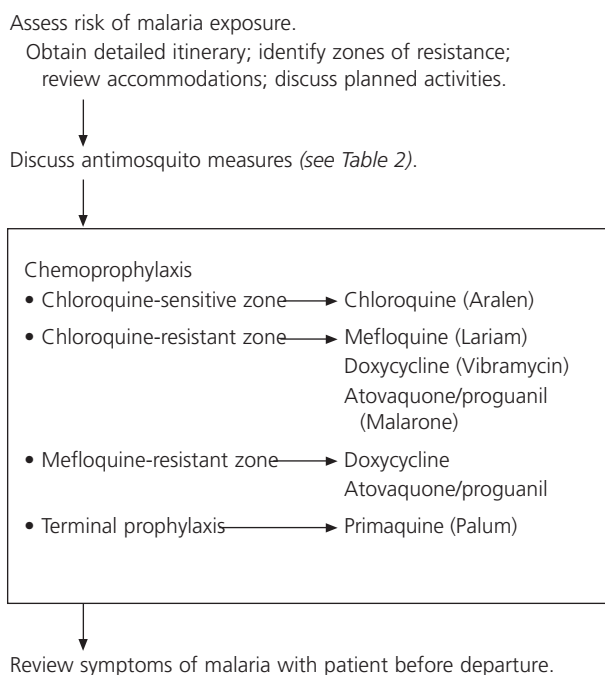 Assess risk of malaria exposure.
Obtain detailed itinerary; identify zones of resistance;
review accommodations; discuss planned activities.
Discuss antimosquito measures (see Table 2).
Chemoprophylaxis
• Chloroquine-sensitive zone Chloroquine (Aralen)
• Chloroquine-resistant zone Mefloquine (Lariam)
Doxycycline (Vibramycin)
Atovaquone/proguanil
(Malarone)
• Mefloquine-resistant zone Doxycycline
Atovaquone/proguanil
• Terminal prophylaxis Primaquine (Palum)
Review symptoms of malaria with patient before departure.